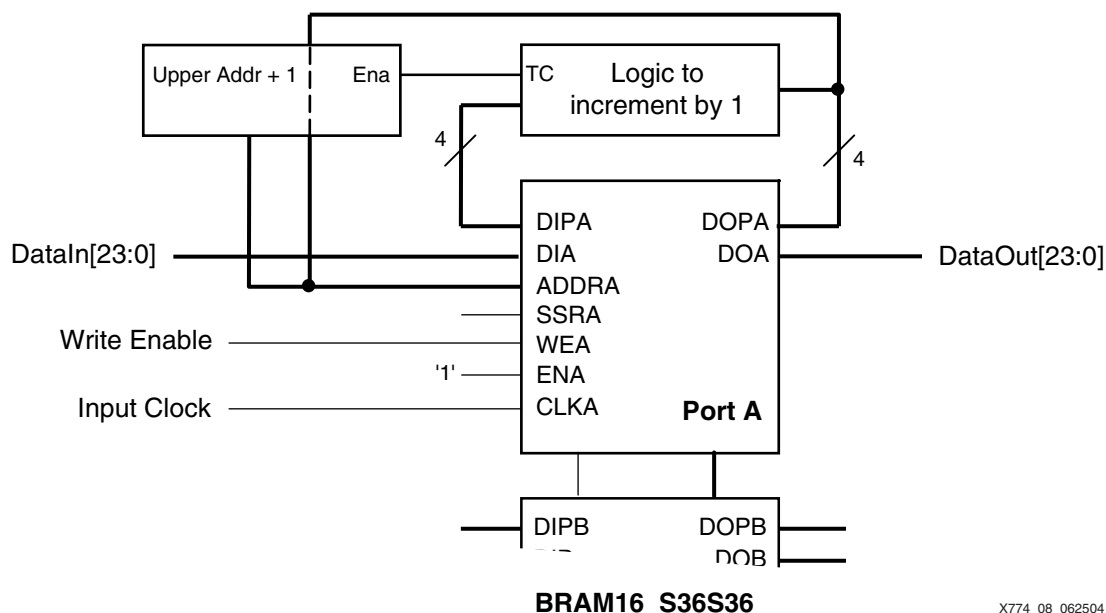 Upper Addr + 1
Ena
TC
Logic to
increment by 1
4
4
DIPA
DOPA
DataIn[23:0]
DIA
DOA
DataOut[23:0]
ADDRA
SSRA
Write Enable
WEA
'1'
ENA
Input Clock
CLKA
Port A
DIPB
DOPB
DOB
BRAM16_S36S36
X774_08_062504